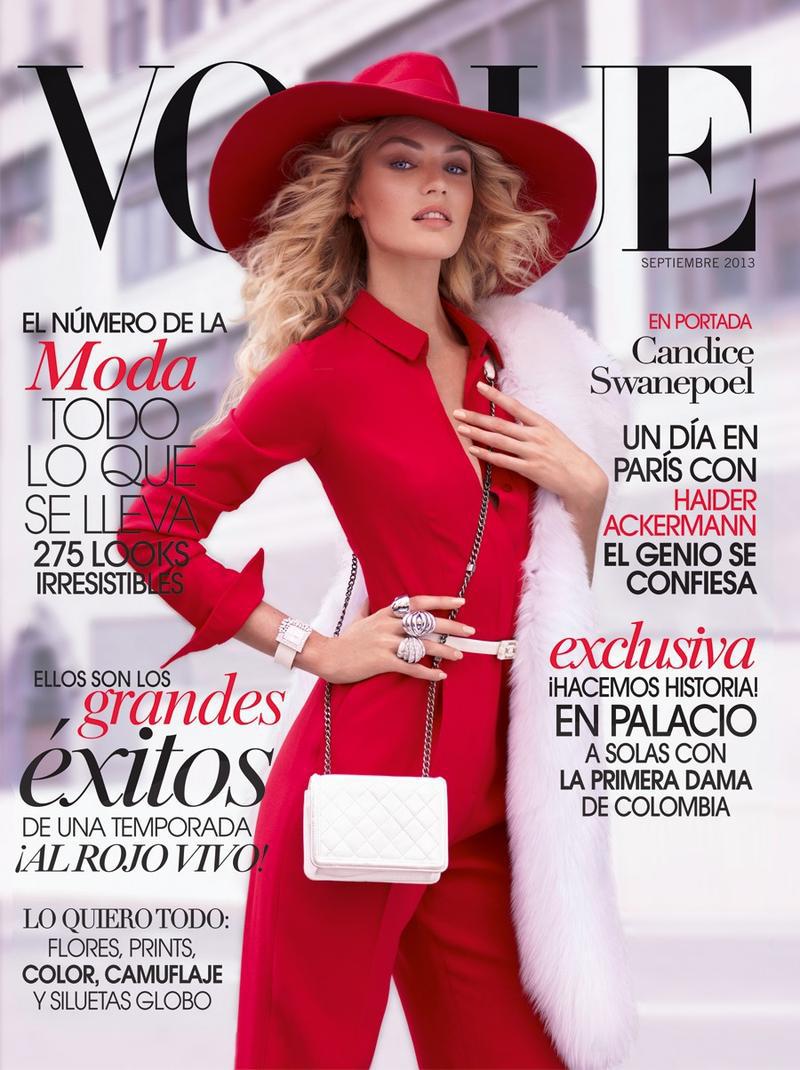 VOGUE
SEPTIEMBRE 2013
EL NÚMERO DE LA
Moda
TODO
LO QUE
SE LLEVA
275 LOOKS
IRRESISTIBLES
ELLOS SON LOS
grandes
éxitos
DE UNA TEMPORADA
¡AL ROJO VIVO!
LO QUIERO TODO:
FLORES, PRINTS,
COLOR, CAMUFLAJE
Y SILUETAS GLOBO
EN PORTADA
Candice
Swanepoel
UN DÍA EN
PARÍS CON
HAIDER
ACKERMANN
EL GENIO SE
CONFIESA
exclusiva
¡HACEMOS HISTORIA!
EN PALACIO
A SOLAS CON
LA PRIMERA DAMA
DE COLOMBIA